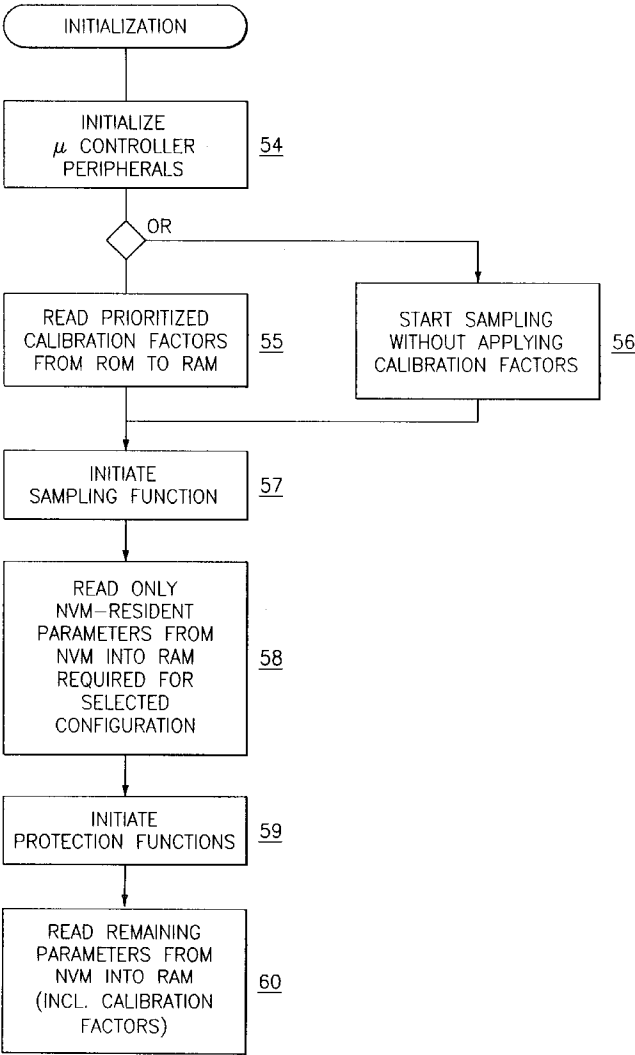 INITIALIZATION
INITIALIZE
μ CONTROLLER
PERIPHERALS
54
OR
READ PRIORITIZED
CALIBRATION FACTORS
FROM ROM TO RAM
55
START SAMPLING
WITHOUT APPLYING
CALIBRATION FACTORS
56
INITIATE
SAMPLING FUNCTION
57
READ ONLY
NVM-RESIDENT
PARAMETERS FROM
NVM INTO RAM
REQUIRED FOR
SELECTED
CONFIGURATION
58
INITIATE
PROTECTION FUNCTIONS
59
READ REMAINING
PARAMETERS FROM
NVM INTO RAM
(INCL. CALIBRATION
FACTORS)
60